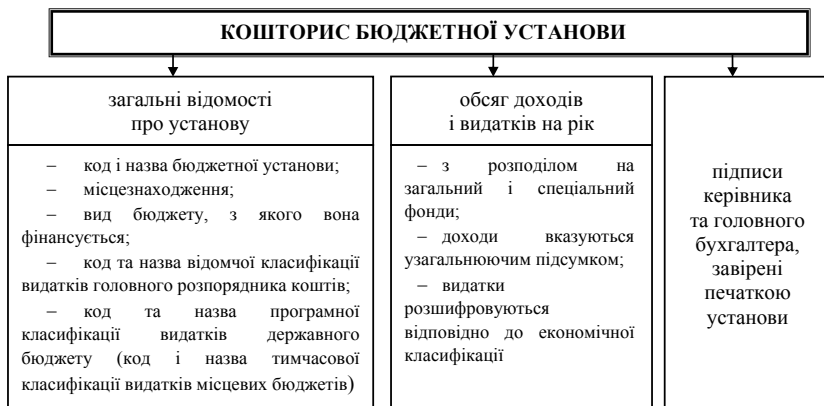 КОШТОРИС БЮДЖЕТНОЇ УСТАНОВИ
загальні відомості
про установу
– код і назва бюджетної установи;
– місцезнаходження;
– вид бюджету, з якого вона
фінансується;
– код та назва відомчої класифікації
видатків головного розпорядника коштів;
– код та назва програмної
класифікації видатків державного
бюджету (код і назва тимчасової
класифікації видатків місцевих бюджетів)
обсяг доходів
і видатків на рік
– з розподілом на
загальний і спеціальний
фонди;
– доходи вказуються
узагальнюючим підсумком;
– видатки
розшифровуються
відповідно до економічної
класифікації
підписи
керівника
та головного
бухгалтера,
завірені
печаткою
установи